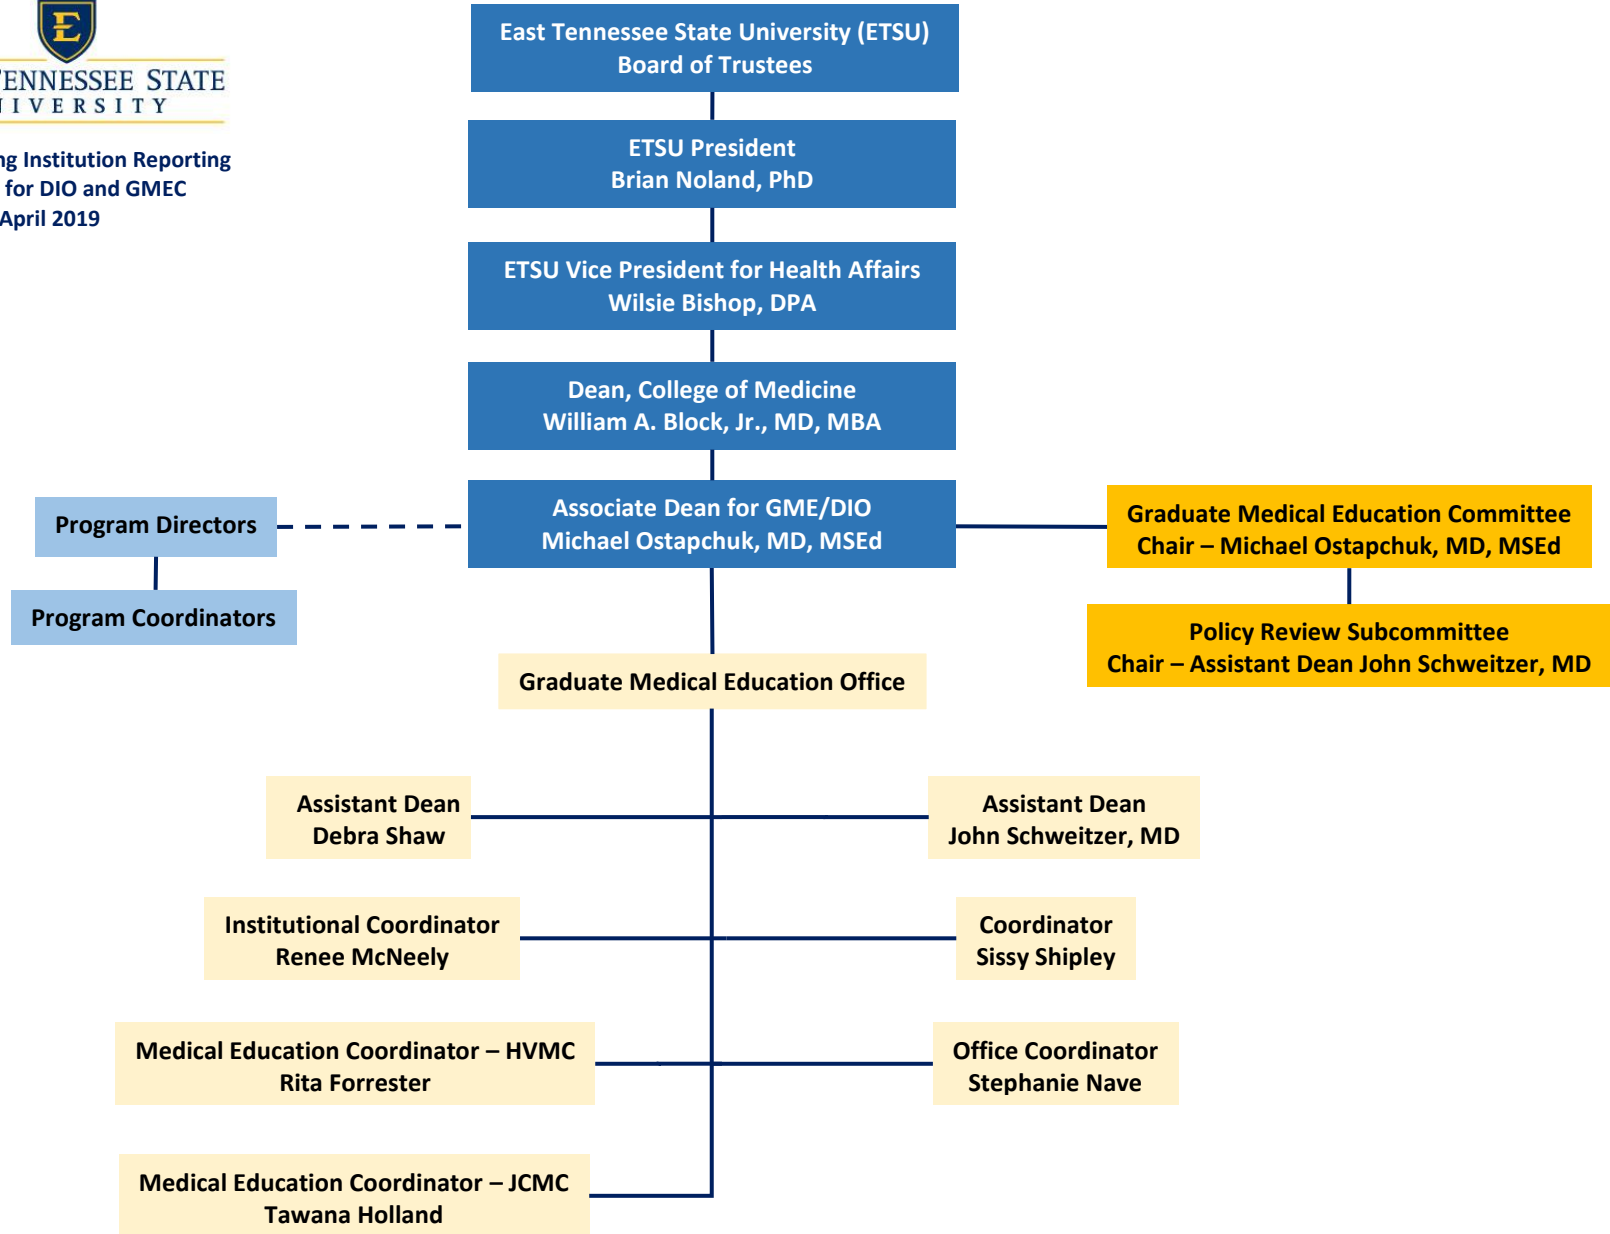 E
TENNESSEE STATE
NIVERSITY
ng Institution Reporting
for DIO and GMEC
April 2019
East Tennessee State University (ETSU)
Board of Trustees
ETSU President
Brian Noland, PhD
ETSU Vice President for Health Affairs
Wilsie Bishop, DPA
Dean, College of Medicine
William A. Block, Jr., MD, MBA
Associate Dean for GME/DIO
Michael Ostapchuk, MD, MSEd
Program Directors
Program Coordinators
Graduate Medical Education Committee
Chair – Michael Ostapchuk, MD, MSEd
Policy Review Subcommittee
Chair – Assistant Dean John Schweitzer, MD
Graduate Medical Education Office
Assistant Dean
Debra Shaw
Assistant Dean
John Schweitzer, MD
Institutional Coordinator
Renee McNeely
Coordinator
Sissy Shipley
Medical Education Coordinator – HVMC
Rita Forrester
Office Coordinator
Stephanie Nave
Medical Education Coordinator – JCMC
Tawana Holland